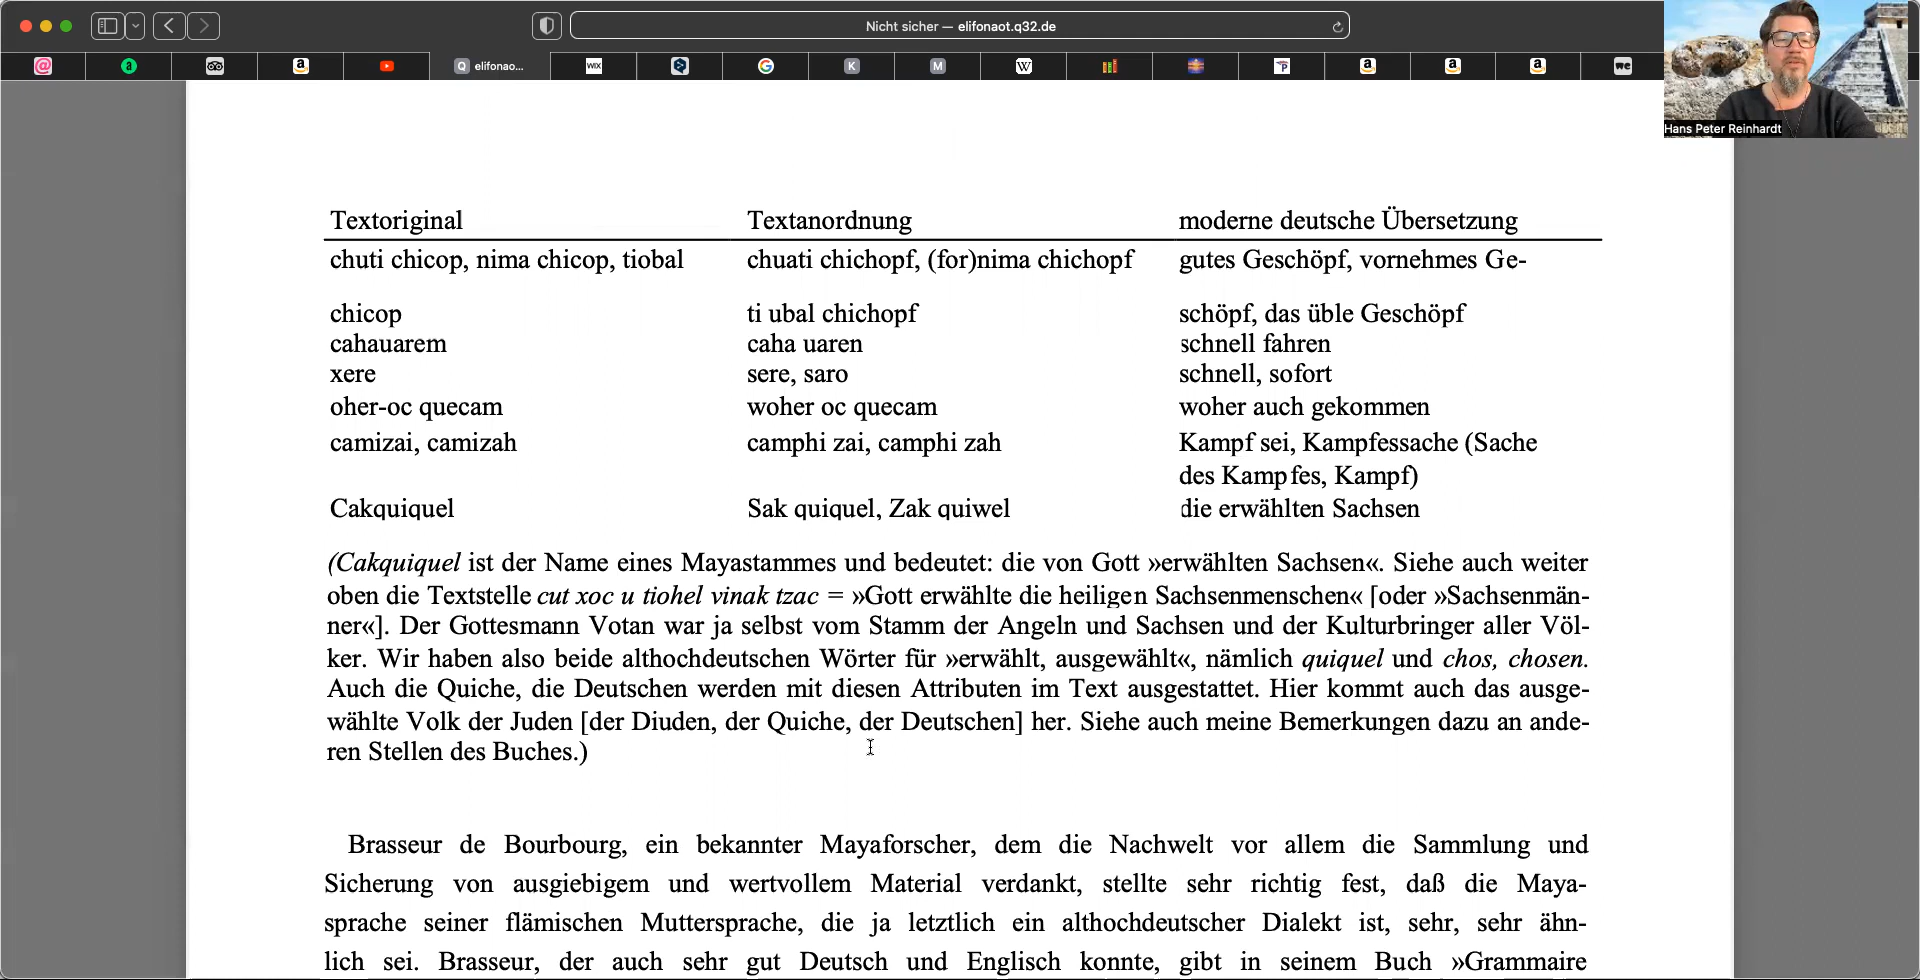 Nicht sicher — elifonaot.q32.de
elifonao...
Hans Peter Reinhardt
Textoriginal Textanordnung moderne deutsche Übersetzung
chuti chicop, nima chicop, tiobal chuati chichopf, (for)nima chichopf gutes Geschöpf, vornehmes Ge-
chicop ti ubal chichopf schöpf, das üble Geschöpf
cahauarem caha uaren schnell fahren
xere sere, saro schnell, sofort
oher-oc quecam woher oc quecam woher auch gekommen
camizai, camizah camphi zai, camphi zah Kampf sei, Kampfessache (Sache
des Kampfes, Kampf)
Cakquiquel Sak quiquel, Zak quiwel die erwählten Sachsen
(Cakquiquel ist der Name eines Mayastammes und bedeutet: die von Gott »erwählten Sachsen«. Siehe auch weiter
oben die Textstelle cut xoc u tiohel vinak tzac = »Gott erwählte die heiligen Sachsenmenschen« [oder »Sachsenmän-
ner«]. Der Gottesmann Votan war ja selbst vom Stamm der Angeln und Sachsen und der Kulturbringer aller Völ-
ker. Wir haben also beide althochdeutschen Wörter für »erwählt, ausgewählt«, nämlich quiquel und chos, chosen.
Auch die Quiche, die Deutschen werden mit diesen Attributen im Text ausgestattet. Hier kommt auch das ausge-
wählte Volk der Juden [der Diuden, der Quiche, der Deutschen] her. Siehe auch meine Bemerkungen dazu an ande-
ren Stellen des Buches.)
Brasseur de Bourbourg, ein bekannter Mayaforscher, dem die Nachwelt vor allem die Sammlung und
Sicherung von ausgiebigem und wertvollem Material verdankt, stellte sehr richtig fest, daß die Maya-
sprache seiner flämischen Muttersprache, die ja letztlich ein althochdeutscher Dialekt ist, sehr, sehr ähn-
lich sei. Brasseur, der auch sehr gut Deutsch und Englisch konnte, gibt in seinem Buch »Grammaire